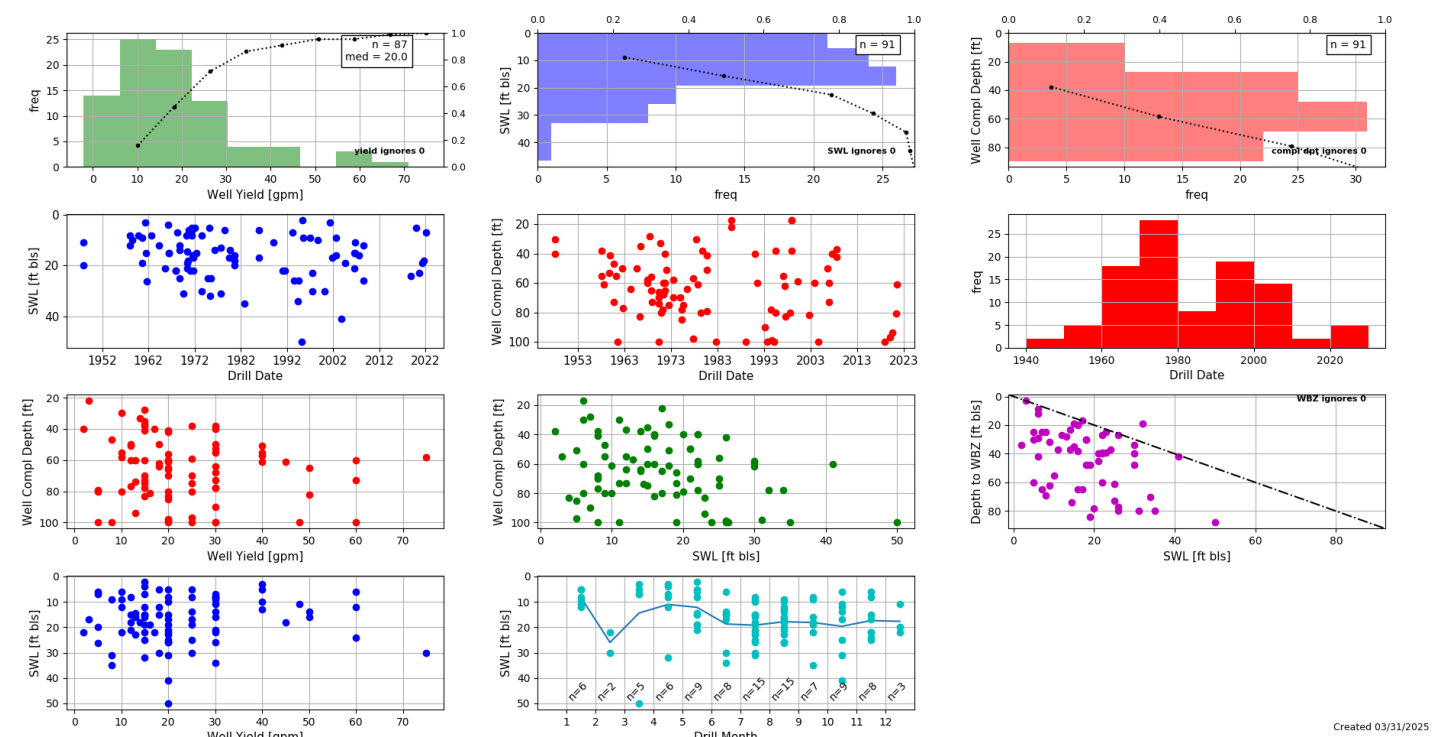 0.0 0.2 0.4 0.6 0.8 1.0
0.0 0.2 0.4 0.6 0.8 1.0
25
20
15
10
5
0
freq
n = 87
med = 20.0
yield ignores 0
1.0
0.8
0.6
0.4
0.2
0.0
0 10 20 30 40 50 60 70
Well Yield [gpm]
0
10
20
30
40
SWL [ft bls]
n = 91
SWL ignores 0
0 5 10 15 20 25
freq
0
20
40
60
80
Well Compl Depth [ft]
n = 91
compl dpt ignores 0
0 5 10 15 20 25 30
freq
0
20
40
SWL [ft bls]
1952 1962 1972 1982 1992 2002 2012 2022
Drill Date
20
40
60
80
100
Well Compl Depth [ft]
1953 1963 1973 1983 1993 2003 2013 2023
Drill Date
25
20
15
10
5
0
freq
1940 1960 1980 2000 2020
Drill Date
20
40
60
80
100
Well Compl Depth [ft]
0 10 20 30 40 50 60 70
Well Yield [gpm]
20
40
60
80
100
Well Compl Depth [ft]
0 10 20 30 40 50
SWL [ft bls]
0
20
40
60
80
Depth to WBZ [ft bls]
WBZ ignores 0
0 20 40 60 80
SWL [ft bls]
0
10
20
30
40
50
SWL [ft bls]
0 10 20 30 40 50 60 70
Well Yield [gpm]
0
10
20
30
40
50
SWL [ft bls]
n=6 n=2 n=5 n=6 n=9 n=8 n=15 n=15 n=7 n=9 n=8 n=3
1 2 3 4 5 6 7 8 9 10 11 12
Drill Month
Created 03/31/2025